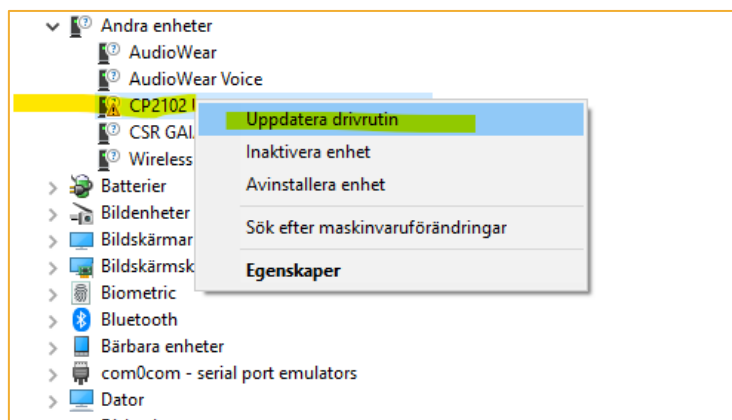 Andra enheter
AudioWear
AudioWear Voice
CP2102
CSR GAI
Wireless
Uppdatera drivrutin
Inaktivera enhet
Avinstallera enhet
Sök efter maskinvaruförändringar
Egenskaper
Batterier
Bildenheter
Bildskärmar
Bildskärmsk
Biometric
Bluetooth
Bärbara enheter
com0com - serial port emulators
Dator